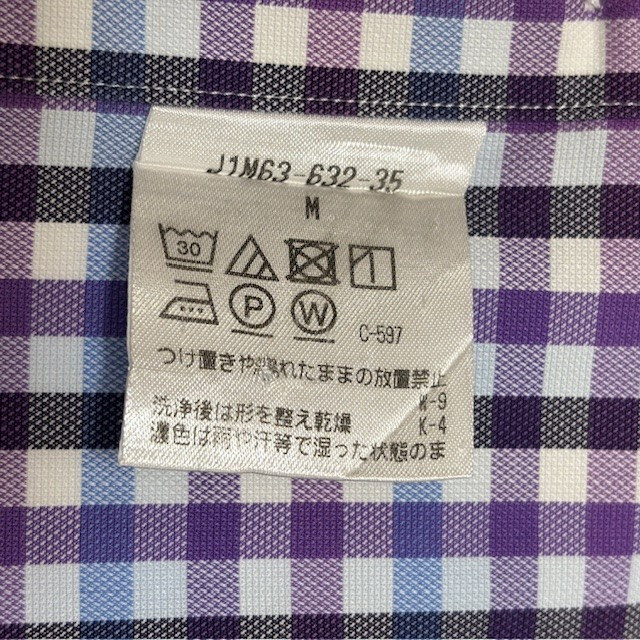 J1M63-632-35
M
30
P W C-597
つけ置きや濡れたままの放置禁止
W-9
洗浄後は形を整え乾燥 K-4
濃色は雨や汗等で湿った状態のま